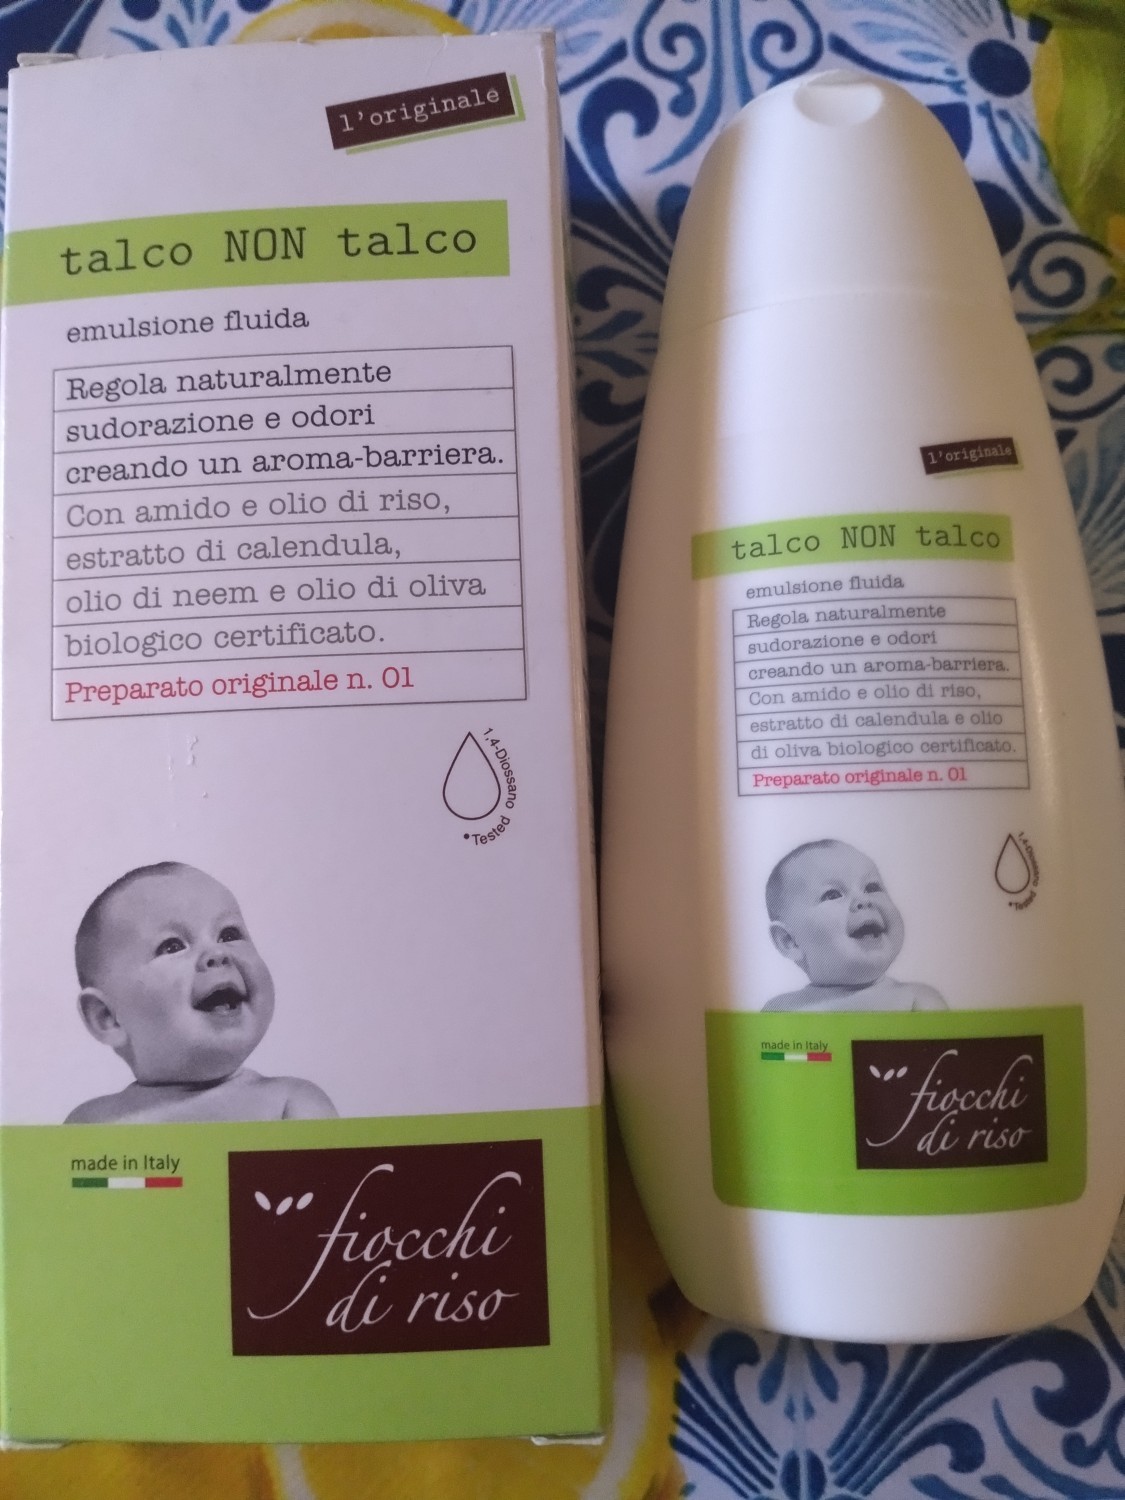 l'originale
talco NON talco
emulsione fluida
Regola naturalmente
sudorazione e odori
creando un aroma-barriera.
Con amido e olio di riso,
estratto di calendula,
olio di neem e olio di oliva
biologico certificato.
Preparato originale n. 01
1,4-Diossano
*Tested
made in Italy
fiocchi
di riso
l'originale
talco NON talco
emulsione fluida
Regola naturalmente
sudorazione e odori
creando un aroma-barriera.
Con amido e olio di riso,
estratto di calendula e olio
di oliva biologico certificato.
Preparato originale n. 01
1,4-Diossano
*Tested
made in Italy
fiocchi
di riso